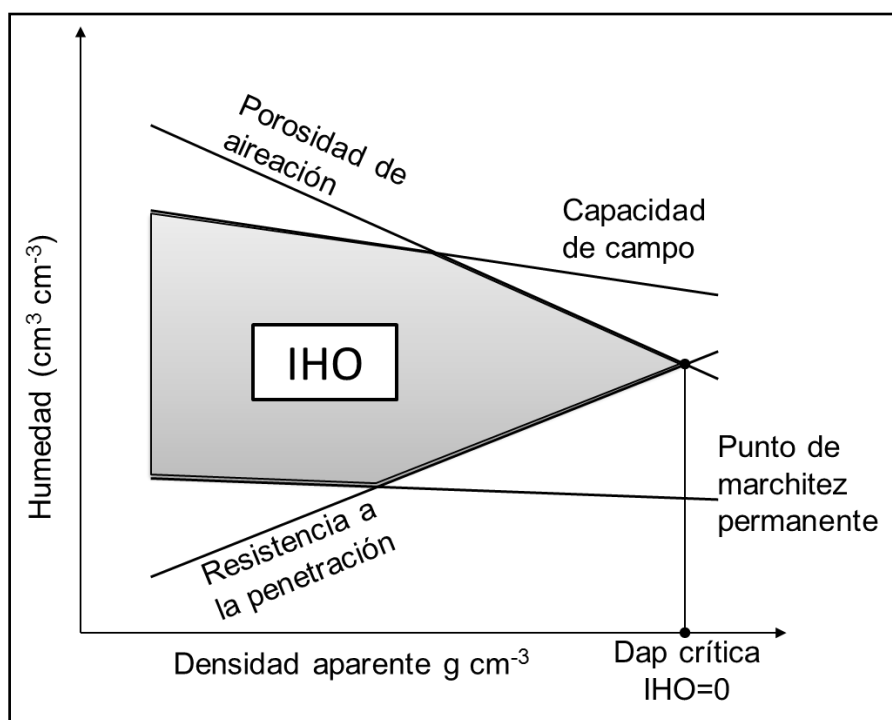 Porosidad de
aireación
Capacidad
de campo
IHO
Humedad (cm³ cm⁻³)
Punto de
marchitez
permanente
Resistencia a
la penetración
Densidad aparente g cm⁻³
Dap crítica
IHO=0